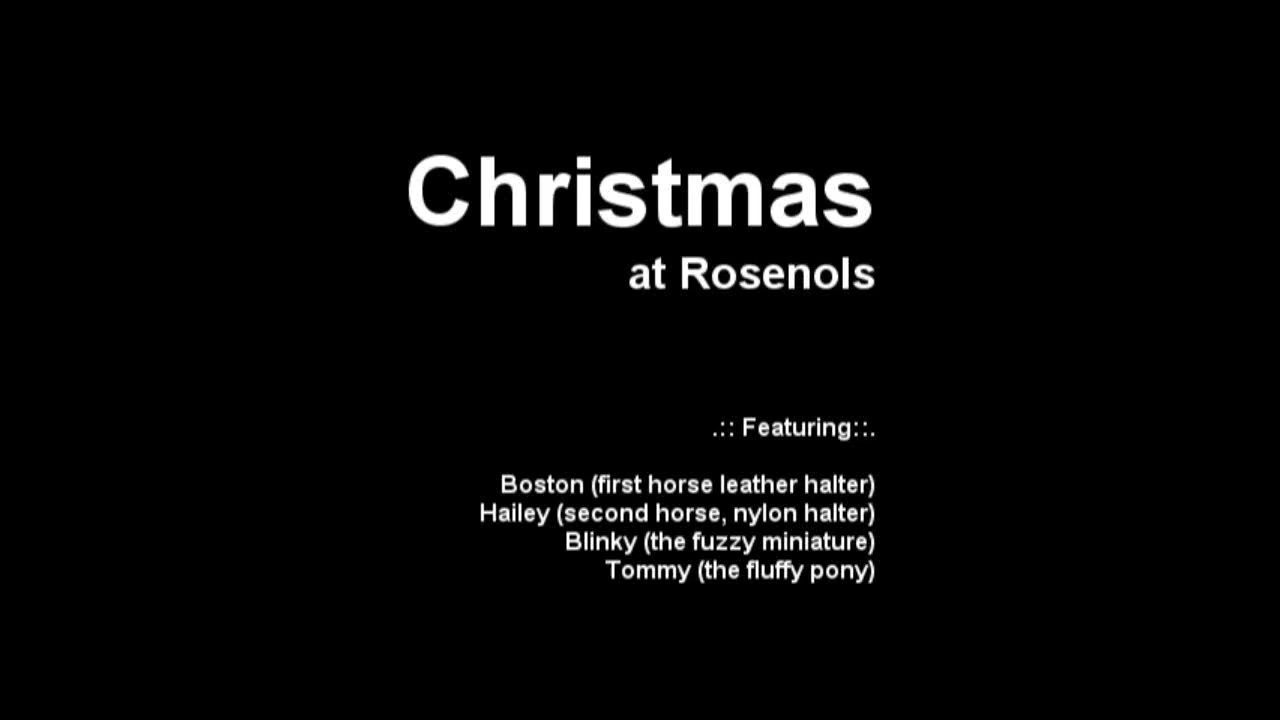 Christmas
at Rosenols
.:: Featuring::.
Boston (first horse leather halter)
Hailey (second horse, nylon halter)
Blinky (the fuzzy miniature)
Tommy (the fluffy pony)